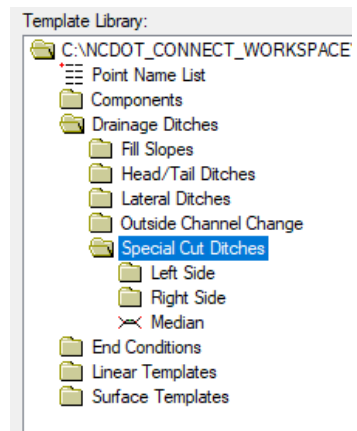 Template Library:
C:\NCDOT_CONNECT_WORKSPACE
Point Name List
Components
Drainage Ditches
Fill Slopes
Head/Tail Ditches
Lateral Ditches
Outside Channel Change
Special Cut Ditches
Left Side
Right Side
Median
End Conditions
Linear Templates
Surface Templates